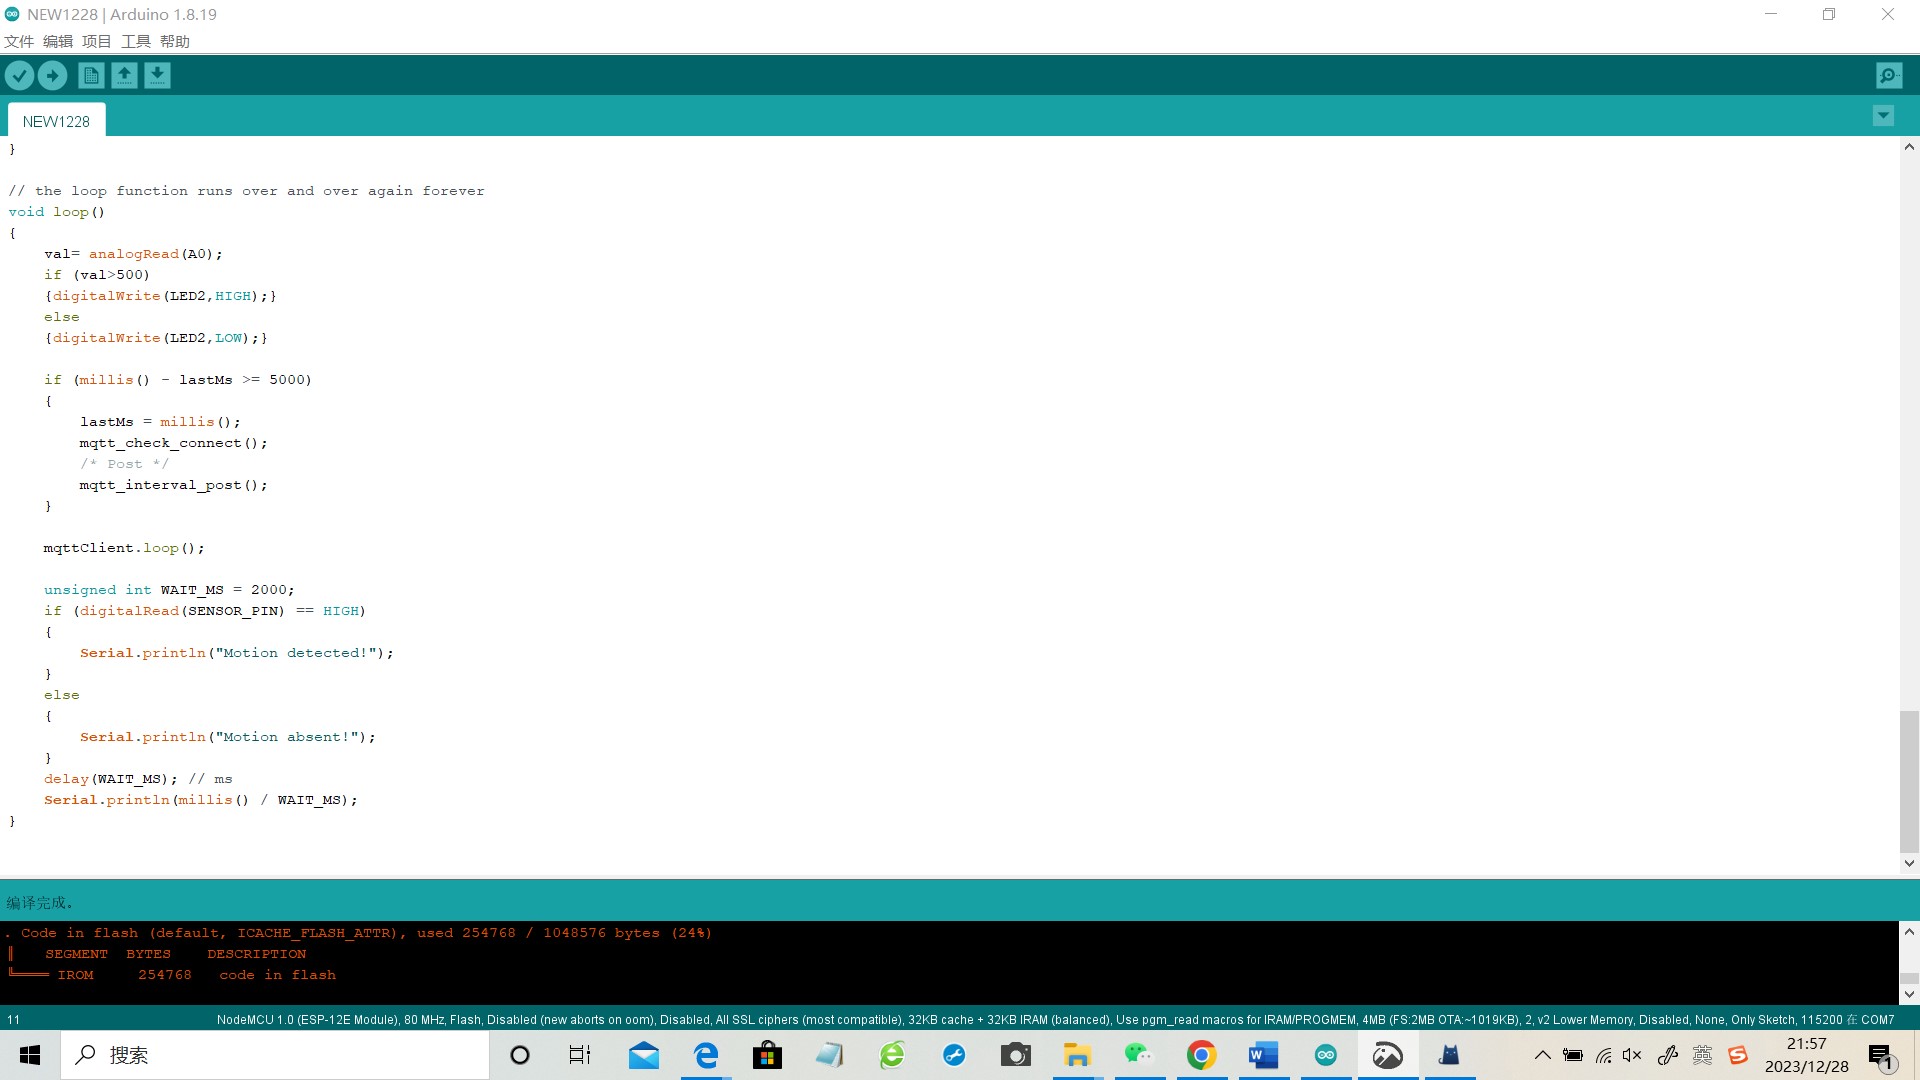 NEW1228 | Arduino 1.8.19
文件 编辑 项目 工具 帮助
NEW1228
}
// the loop function runs over and over again forever
void loop()
{
    val= analogRead(A0);
    if (val>500)
    {digitalWrite(LED2,HIGH);}
    else
    {digitalWrite(LED2,LOW);}
    if (millis() - lastMs >= 5000)
    {
        lastMs = millis();
        mqtt_check_connect();
        /* Post */
        mqtt_interval_post();
    }
    mqttClient.loop();
    unsigned int WAIT_MS = 2000;
    if (digitalRead(SENSOR_PIN) == HIGH)
    {
        Serial.println("Motion detected!");
    }
    else
    {
        Serial.println("Motion absent!");
    }
    delay(WAIT_MS); // ms
    Serial.println(millis() / WAIT_MS);
}
编译完成。
. Code in flash (default, ICACHE_FLASH_ATTR), used 254768 / 1048576 bytes (24%)
║   SEGMENT  BYTES    DESCRIPTION
╚════ IROM     254768   code in flash
11 NodeMCU 1.0 (ESP-12E Module), 80 MHz, Flash, Disabled (new aborts on oom), Disabled, All SSL ciphers (most compatible), 32KB cache + 32KB IRAM (balanced), Use pgm_read macros for IRAM/PROGMEM, 4MB (FS:2MB OTA:~1019KB), 2, v2 Lower Memory, Disabled, None, Only Sketch, 115200 在 COM7
搜索
英
21:57
2023/12/28
1